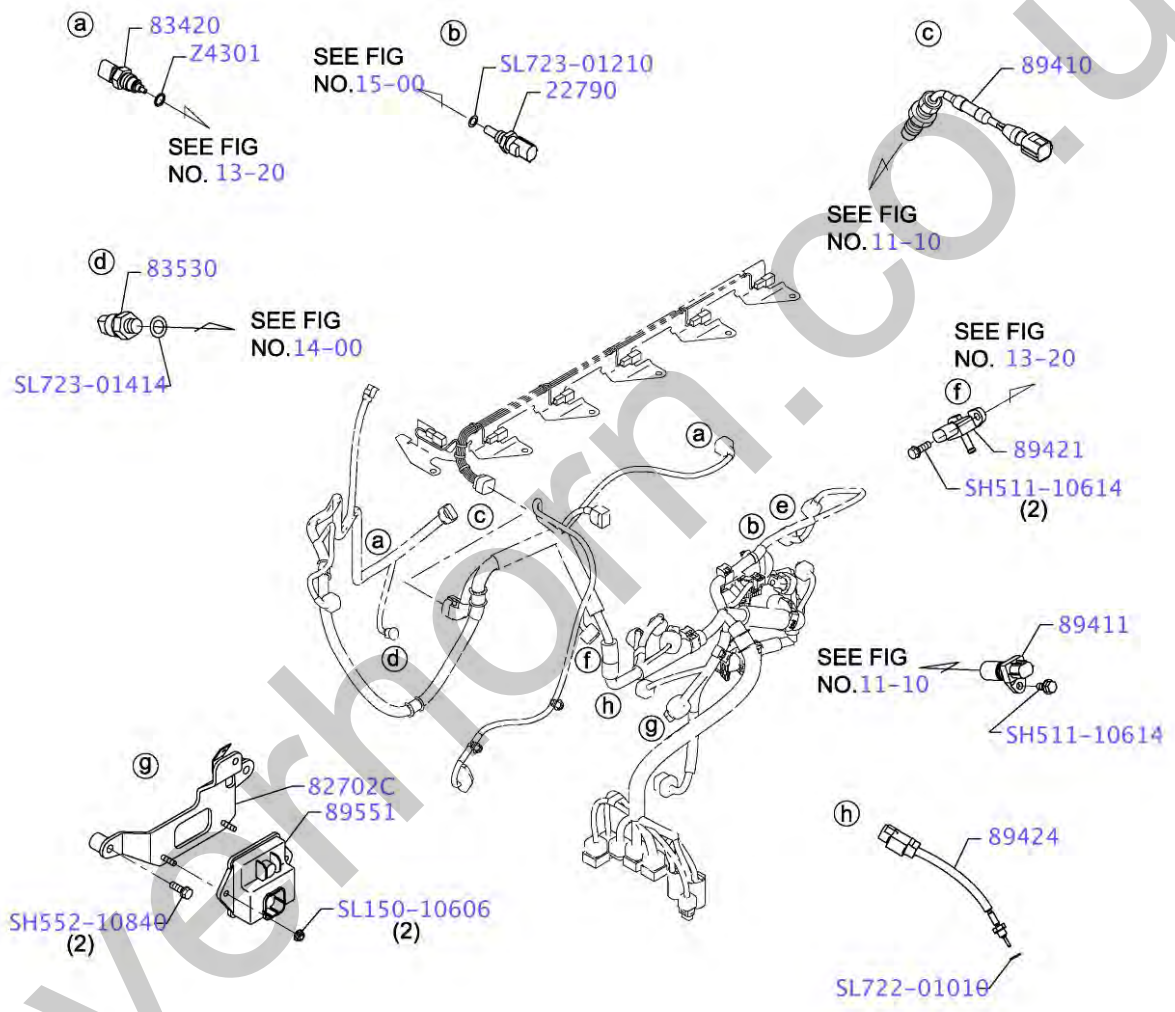 a
83420
Z4301
SEE FIG
NO. 13-20
b
SEE FIG
NO.15-00
SL723-01210
22790
c
89410
SEE FIG
NO.11-10
d
83530
SEE FIG
NO.14-00
SL723-01414
SEE FIG
NO. 13-20
f
89421
SH511-10614
(2)
a
c
e
b
a
d
f
h
g
89411
SEE FIG
NO.11-10
SH511-10614
g
82702C
89551
SH552-10840
(2)
SL150-10606
(2)
h
89424
SL722-01010
verhorn.co.u